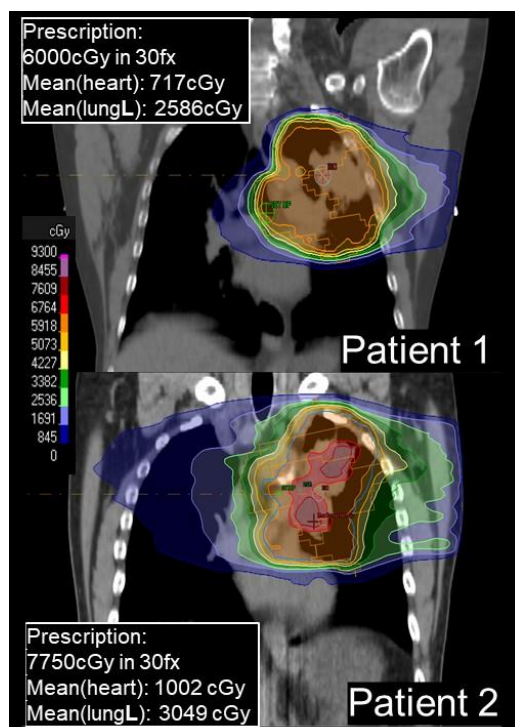 Prescription:
6000cGy in 30fx
Mean(heart): 717cGy
Mean(lungL): 2586cGy
cGy
9300
8455
7609
6764
5918
5073
4227
3382
2536
1691
845
0
Patient 1
Prescription:
7750cGy in 30fx
Mean(heart): 1002 cGy
Mean(lungL): 3049 cGy
Patient 2